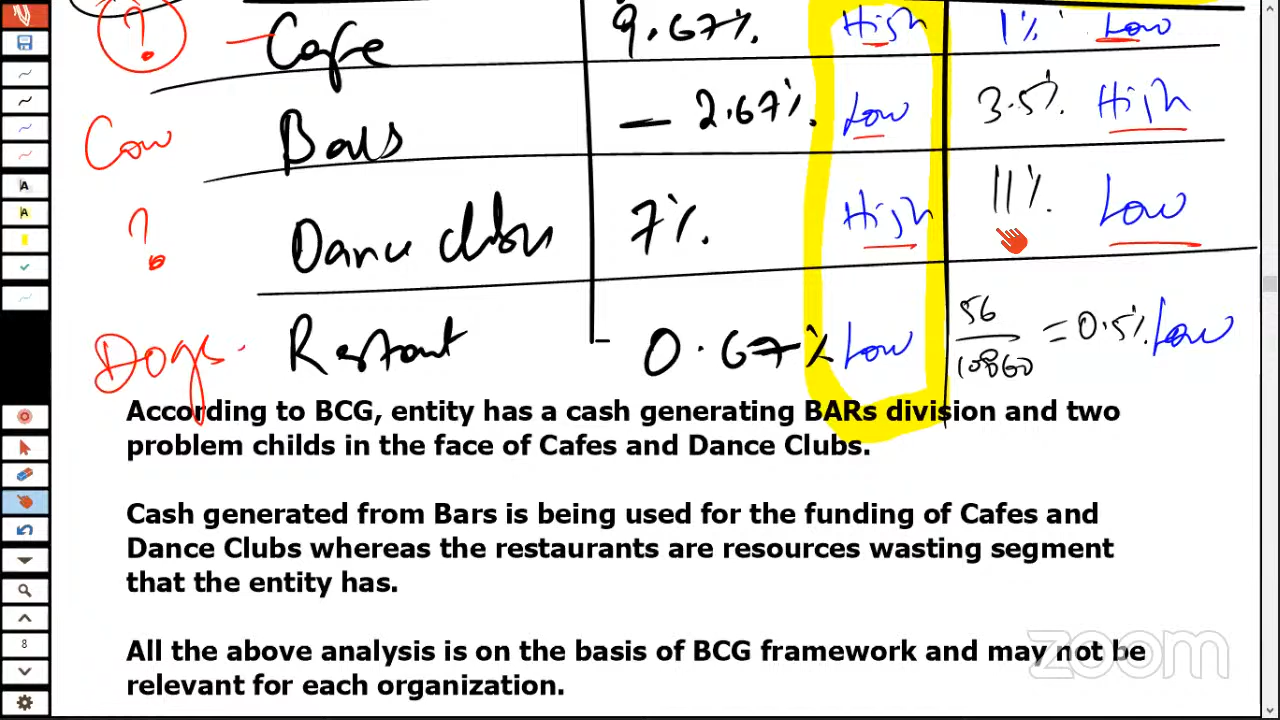 ? Cafe 9.67% High 1% Low
Cow Bars - 2.67% Low 3.5% High
? Dance clubs 7% High 11% Low
Dogs Restant - 0.67% Low 56/10860 = 0.5% Low
According to BCG, entity has a cash generating BARs division and two
problem childs in the face of Cafes and Dance Clubs.
Cash generated from Bars is being used for the funding of Cafes and
Dance Clubs whereas the restaurants are resources wasting segment
that the entity has.
All the above analysis is on the basis of BCG framework and may not be
relevant for each organization.
zoom
A
A
8